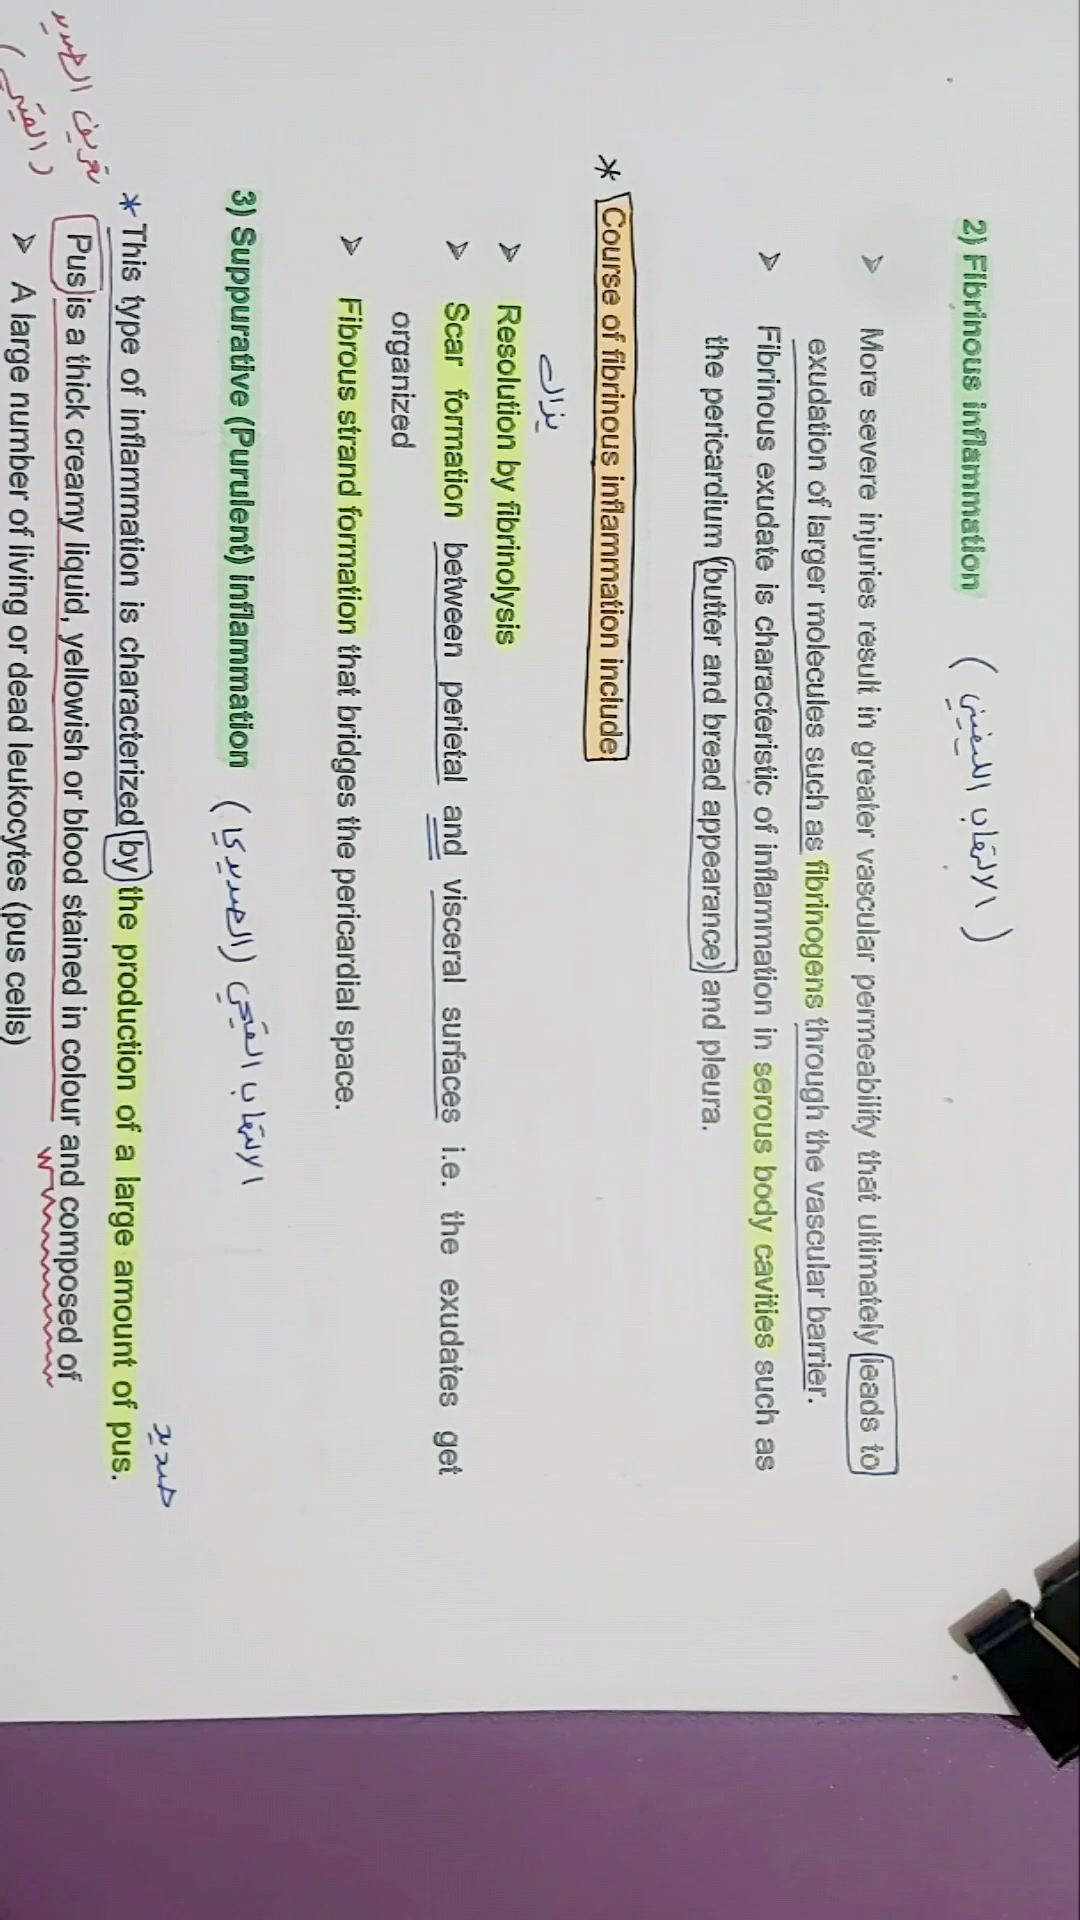 2) Fibrinous inflammation ( الالتهاب الليفيني )
➢ More severe injuries result in greater vascular permeability that ultimately leads to
exudation of larger molecules such as fibrinogens through the vascular barrier.
➢ Fibrinous exudate is characteristic of inflammation in serous body cavities such as
the pericardium (butter and bread appearance) and pleura.
* Course of fibrinous inflammation include
يزال
➢ Resolution by fibrinolysis
➢ Scar formation between perietal and visceral surfaces i.e. the exudates get
organized
➢ Fibrous strand formation that bridges the pericardial space.
3) Suppurative (Purulent) inflammation ( الالتهاب القيحي (الصديدي
صديد
* This type of inflammation is characterized by the production of a large amount of pus.
تعريف الصديد
Pus is a thick creamy liquid, yellowish or blood stained in colour and composed of
( القيحي )
➢ A large number of living or dead leukocytes (pus cells)